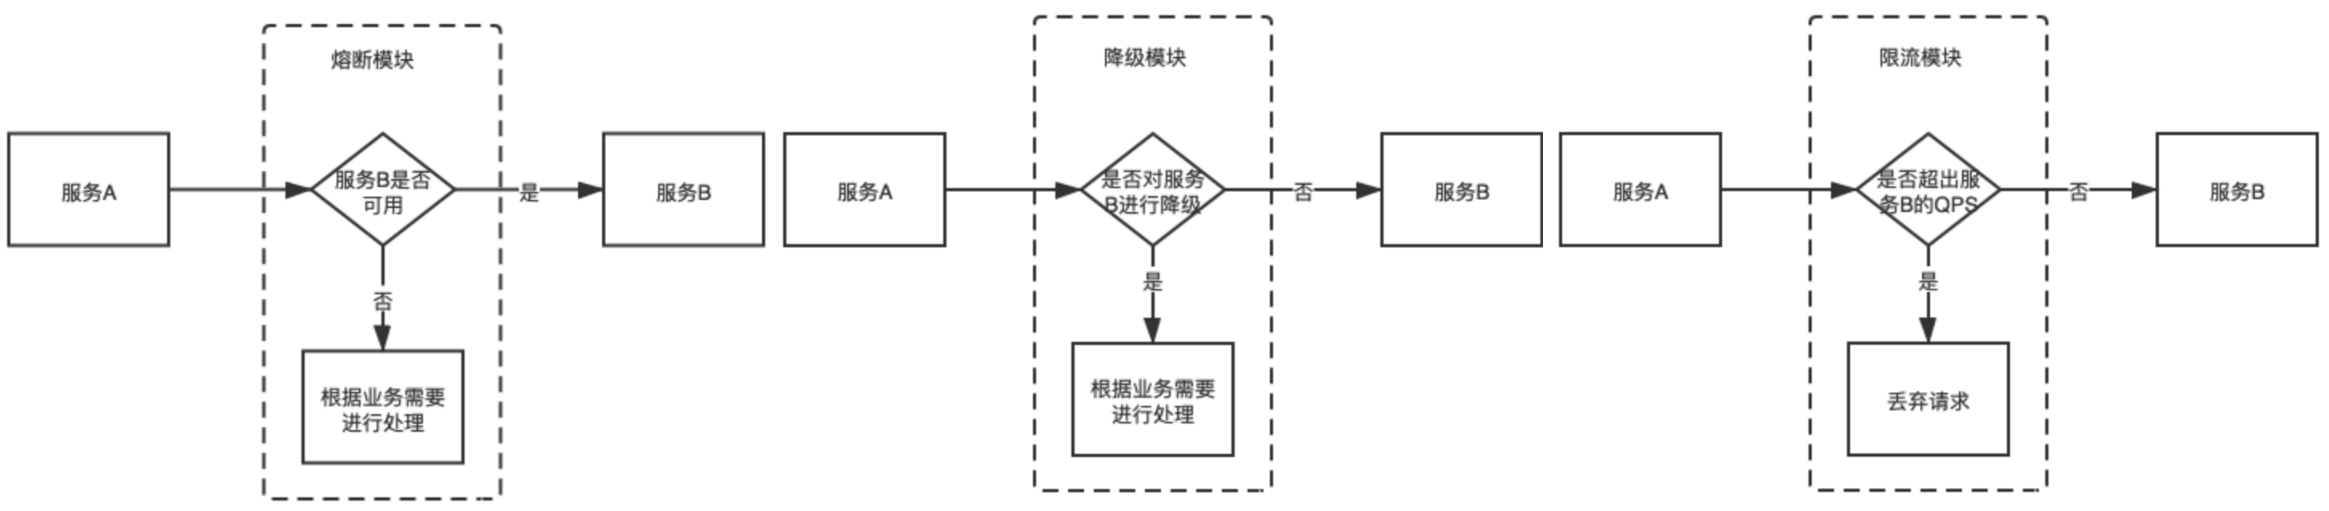 熔断模块
服务A
服务B是否
可用
是
服务B
否
根据业务需要
进行处理
降级模块
服务A
是否对服务
B进行降级
否
服务B
是
根据业务需要
进行处理
限流模块
服务A
是否超出服
务B的QPS
否
服务B
是
丢弃请求